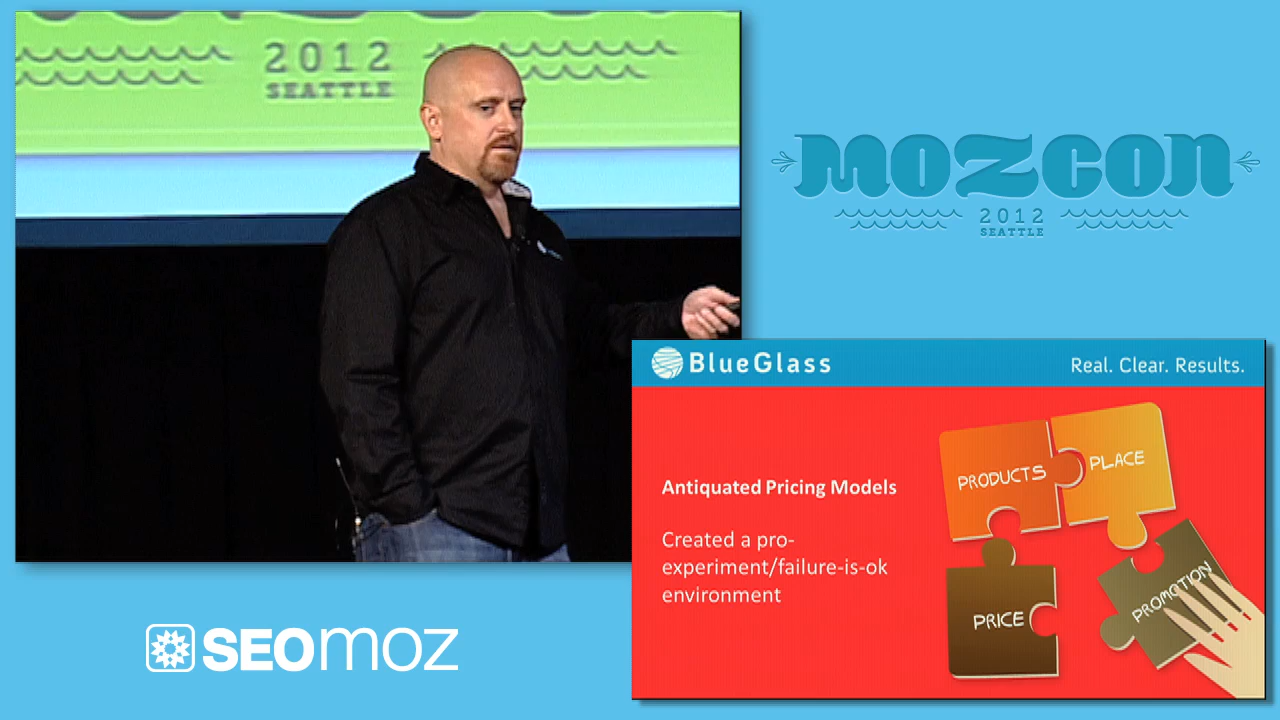 2012
SEATTLE
MOZCON
2012
SEATTLE
BlueGlass
Real. Clear. Results.
Antiquated Pricing Models
Created a pro-
experiment/failure-is-ok
environment
PRODUCTS
PLACE
PRICE
PROMOTION
SEOmoz